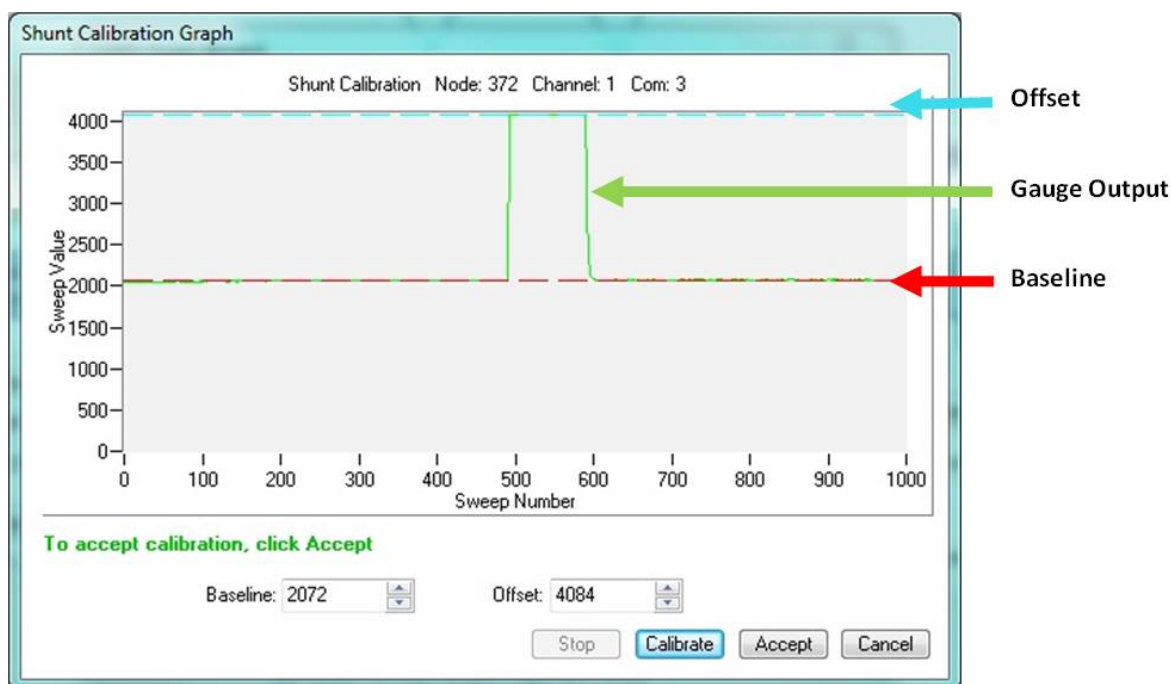 Shunt Calibration Graph
Shunt Calibration Node: 372 Channel: 1 Com: 3
Offset
Gauge Output
Baseline
Sweep Value
4000
3500
3000
2500
2000
1500
1000
500
0
0 100 200 300 400 500 600 700 800 900 1000
Sweep Number
To accept calibration, click Accept
Baseline: 2072 Offset: 4084
Stop Calibrate Accept Cancel